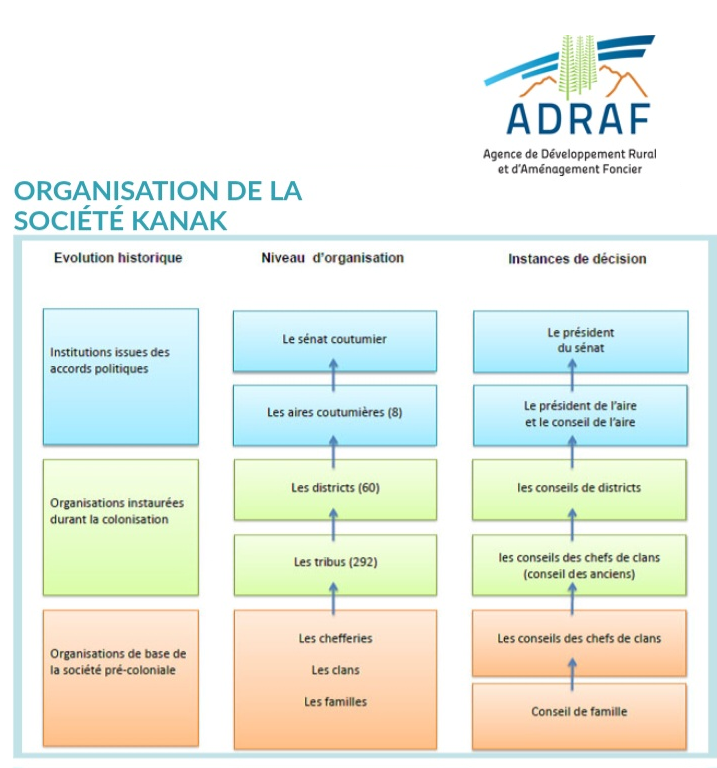 ADRAF
Agence de Développement Rural
et d'Aménagement Foncier
ORGANISATION DE LA
SOCIÉTÉ KANAK
Evolution historique
Niveau d'organisation
Instances de décision
Institutions issues des
accords politiques
Le sénat coutumier
Le président
du sénat
Les aires coutumières (8)
Le président de l'aire
et le conseil de l'aire
Organisations instaurées
durant la colonisation
Les districts (60)
les conseils de districts
Les tribus (292)
les conseils des chefs de clans
(conseil des anciens)
Organisations de base de
la société pré-coloniale
Les chefferies
Les clans
Les familles
Les conseils des chefs de clans
Conseil de famille